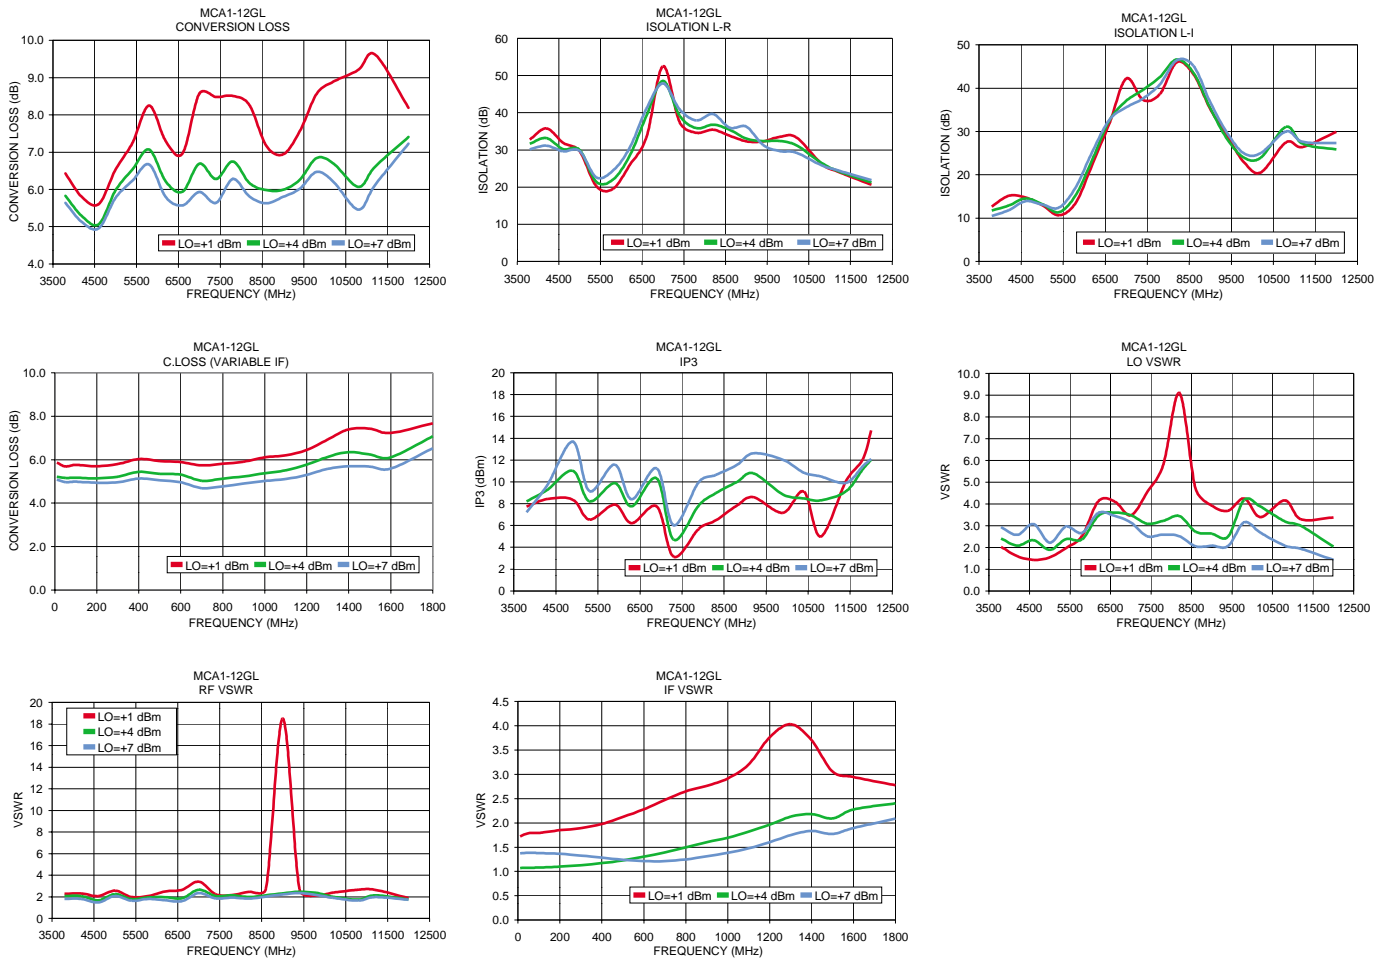 MCA1-12GL
CONVERSION LOSS
10.0
9.0
8.0
7.0
6.0
5.0
4.0
CONVERSION LOSS (dB)
LO=+1 dBm LO=+4 dBm LO=+7 dBm
3500 4500 5500 6500 7500 8500 9500 10500 11500 12500
FREQUENCY (MHz)
MCA1-12GL
ISOLATION L-R
60
50
40
30
20
10
0
ISOLATION (dB)
LO=+1 dBm LO=+4 dBm LO=+7 dBm
3500 4500 5500 6500 7500 8500 9500 10500 11500 12500
FREQUENCY (MHz)
MCA1-12GL
ISOLATION L-I
50
40
30
20
10
0
ISOLATION (dB)
LO=+1 dBm LO=+4 dBm LO=+7 dBm
3500 4500 5500 6500 7500 8500 9500 10500 11500 12500
FREQUENCY (MHz)
MCA1-12GL
C.LOSS (VARIABLE IF)
10.0
8.0
6.0
4.0
2.0
0.0
CONVERSION LOSS (dB)
LO=+1 dBm LO=+4 dBm LO=+7 dBm
0 200 400 600 800 1000 1200 1400 1600 1800
FREQUENCY (MHz)
MCA1-12GL
IP3
20
18
16
14
12
10
8
6
4
2
0
IP3 (dBm)
LO=+1 dBm LO=+4 dBm LO=+7 dBm
3500 4500 5500 6500 7500 8500 9500 10500 11500 12500
FREQUENCY (MHz)
MCA1-12GL
LO VSWR
10.0
9.0
8.0
7.0
6.0
5.0
4.0
3.0
2.0
1.0
0.0
VSWR
LO=+1 dBm LO=+4 dBm LO=+7 dBm
3500 4500 5500 6500 7500 8500 9500 10500 11500 12500
FREQUENCY (MHz)
MCA1-12GL
RF VSWR
20
18
16
14
12
10
8
6
4
2
0
VSWR
LO=+1 dBm
LO=+4 dBm
LO=+7 dBm
3500 4500 5500 6500 7500 8500 9500 10500 11500 12500
FREQUENCY (MHz)
MCA1-12GL
IF VSWR
4.5
4.0
3.5
3.0
2.5
2.0
1.5
1.0
0.5
0.0
VSWR
LO=+1 dBm LO=+4 dBm LO=+7 dBm
0 200 400 600 800 1000 1200 1400 1600 1800
FREQUENCY (MHz)